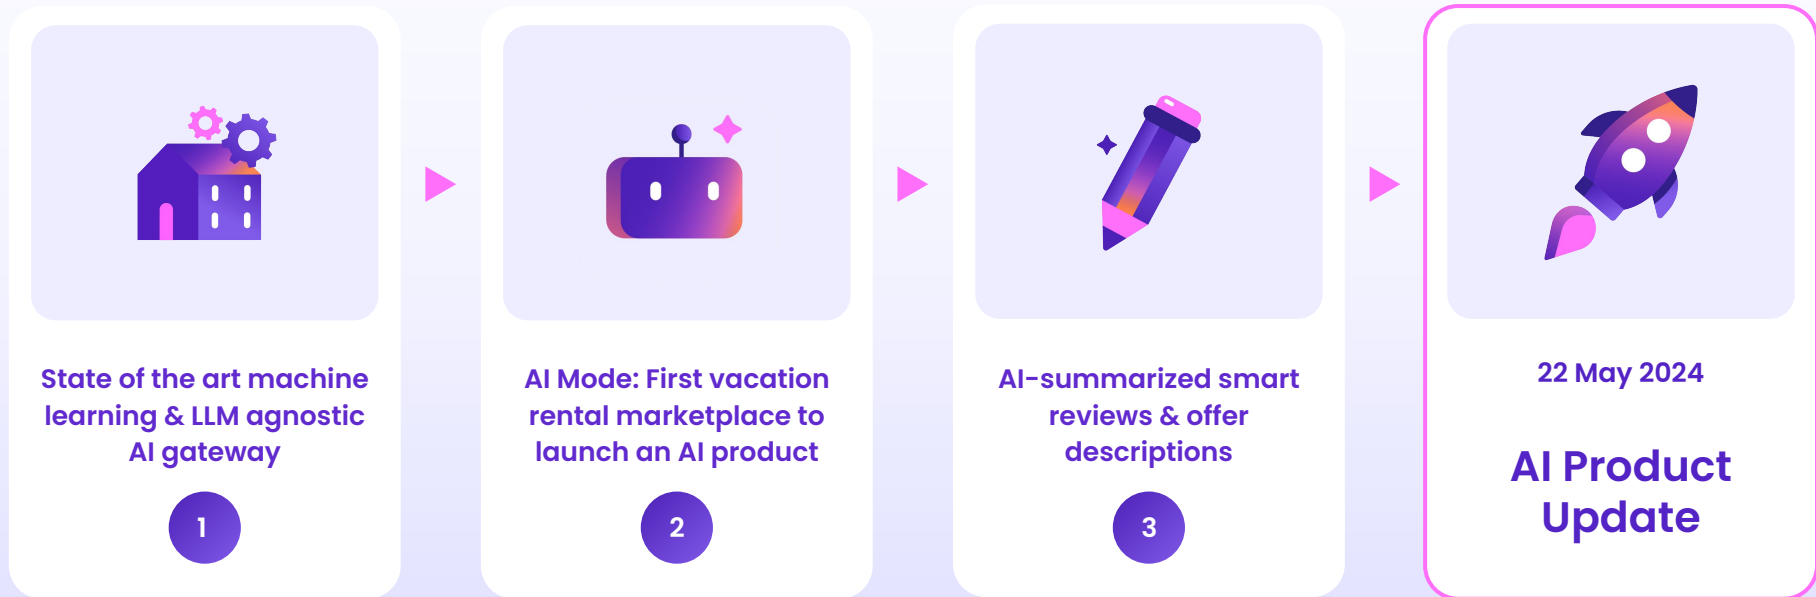 State of the art machine
learning & LLM agnostic
AI gateway
1
AI Mode: First vacation
rental marketplace to
launch an AI product
2
AI-summarized smart
reviews & offer
descriptions
3
22 May 2024
AI Product
Update